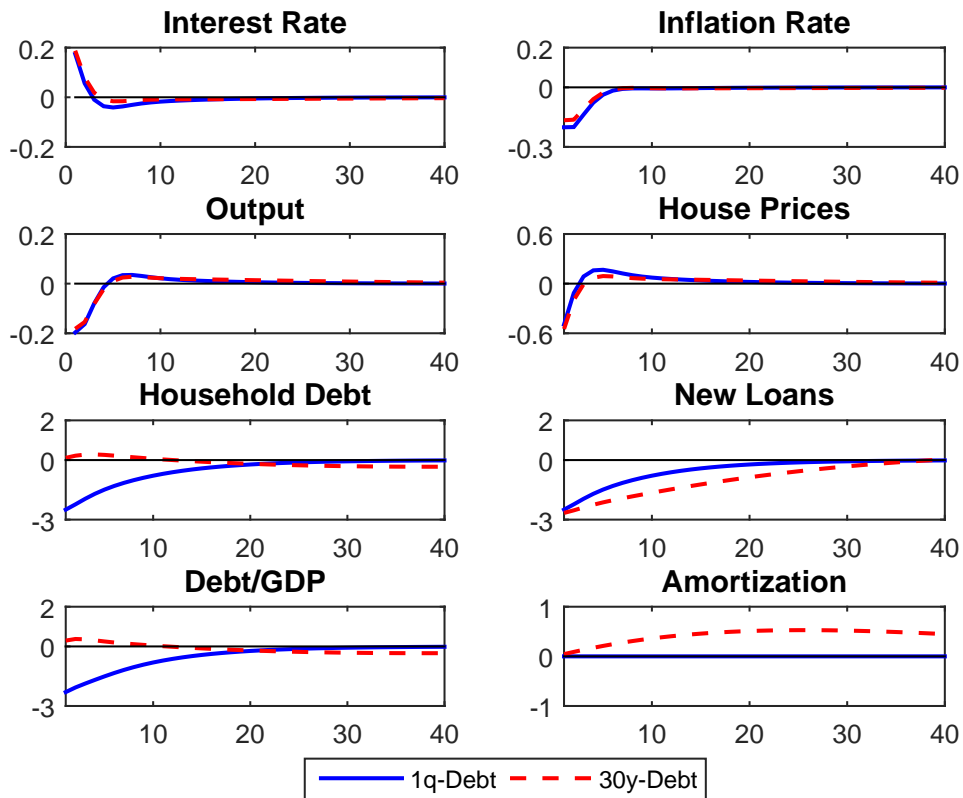 Interest Rate
0.2
0
-0.2
0 10 20 30 40
Inflation Rate
0.2
0
-0.3
10 20 30 40
Output
0.2
0
-0.2
0 10 20 30 40
House Prices
0.6
0
-0.6
10 20 30 40
Household Debt
2
0
-3
10 20 30 40
New Loans
2
0
-3
10 20 30 40
Debt/GDP
2
0
-3
10 20 30 40
Amortization
1
0
-1
10 20 30 40
1q-Debt 30y-Debt